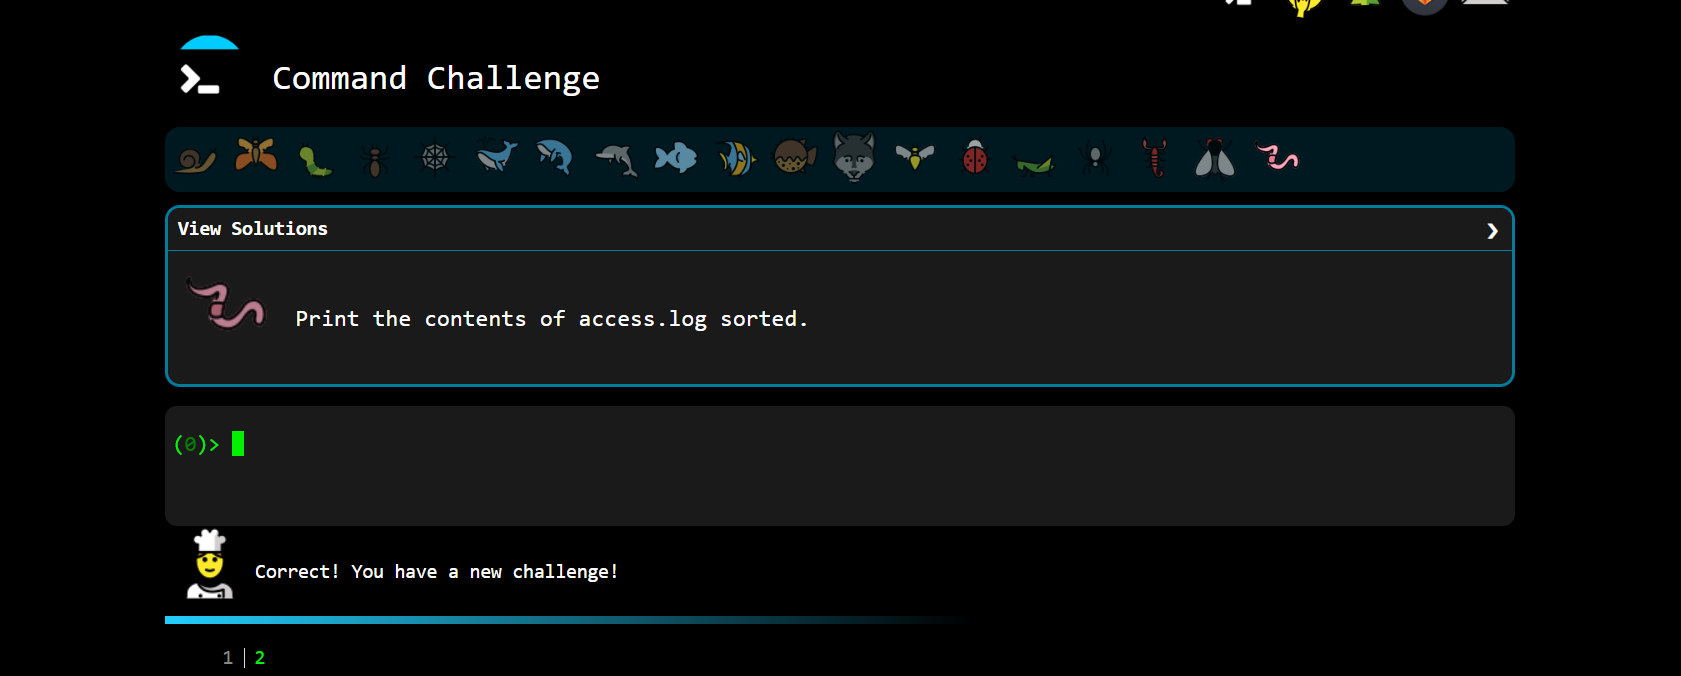 Command Challenge
View Solutions
Print the contents of access.log sorted.
(0)>
Correct! You have a new challenge!
1 2